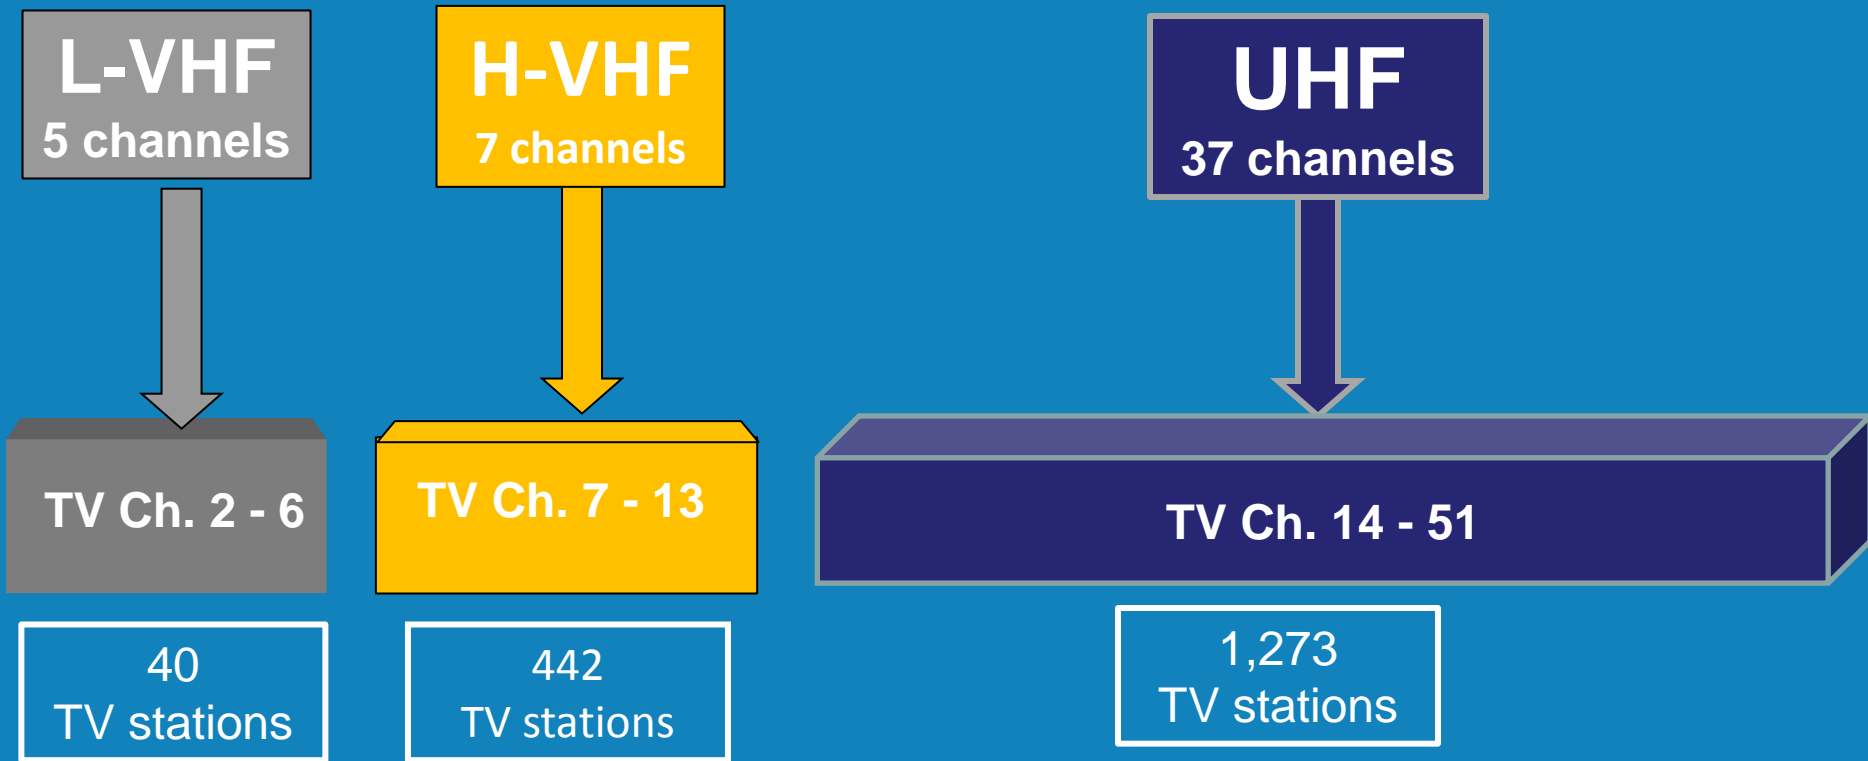 L-VHF
5 channels
H-VHF
7 channels
UHF
37 channels
TV Ch. 2 - 6
TV Ch. 7 - 13
TV Ch. 14 - 51
40
TV stations
442
TV stations
1,273
TV stations